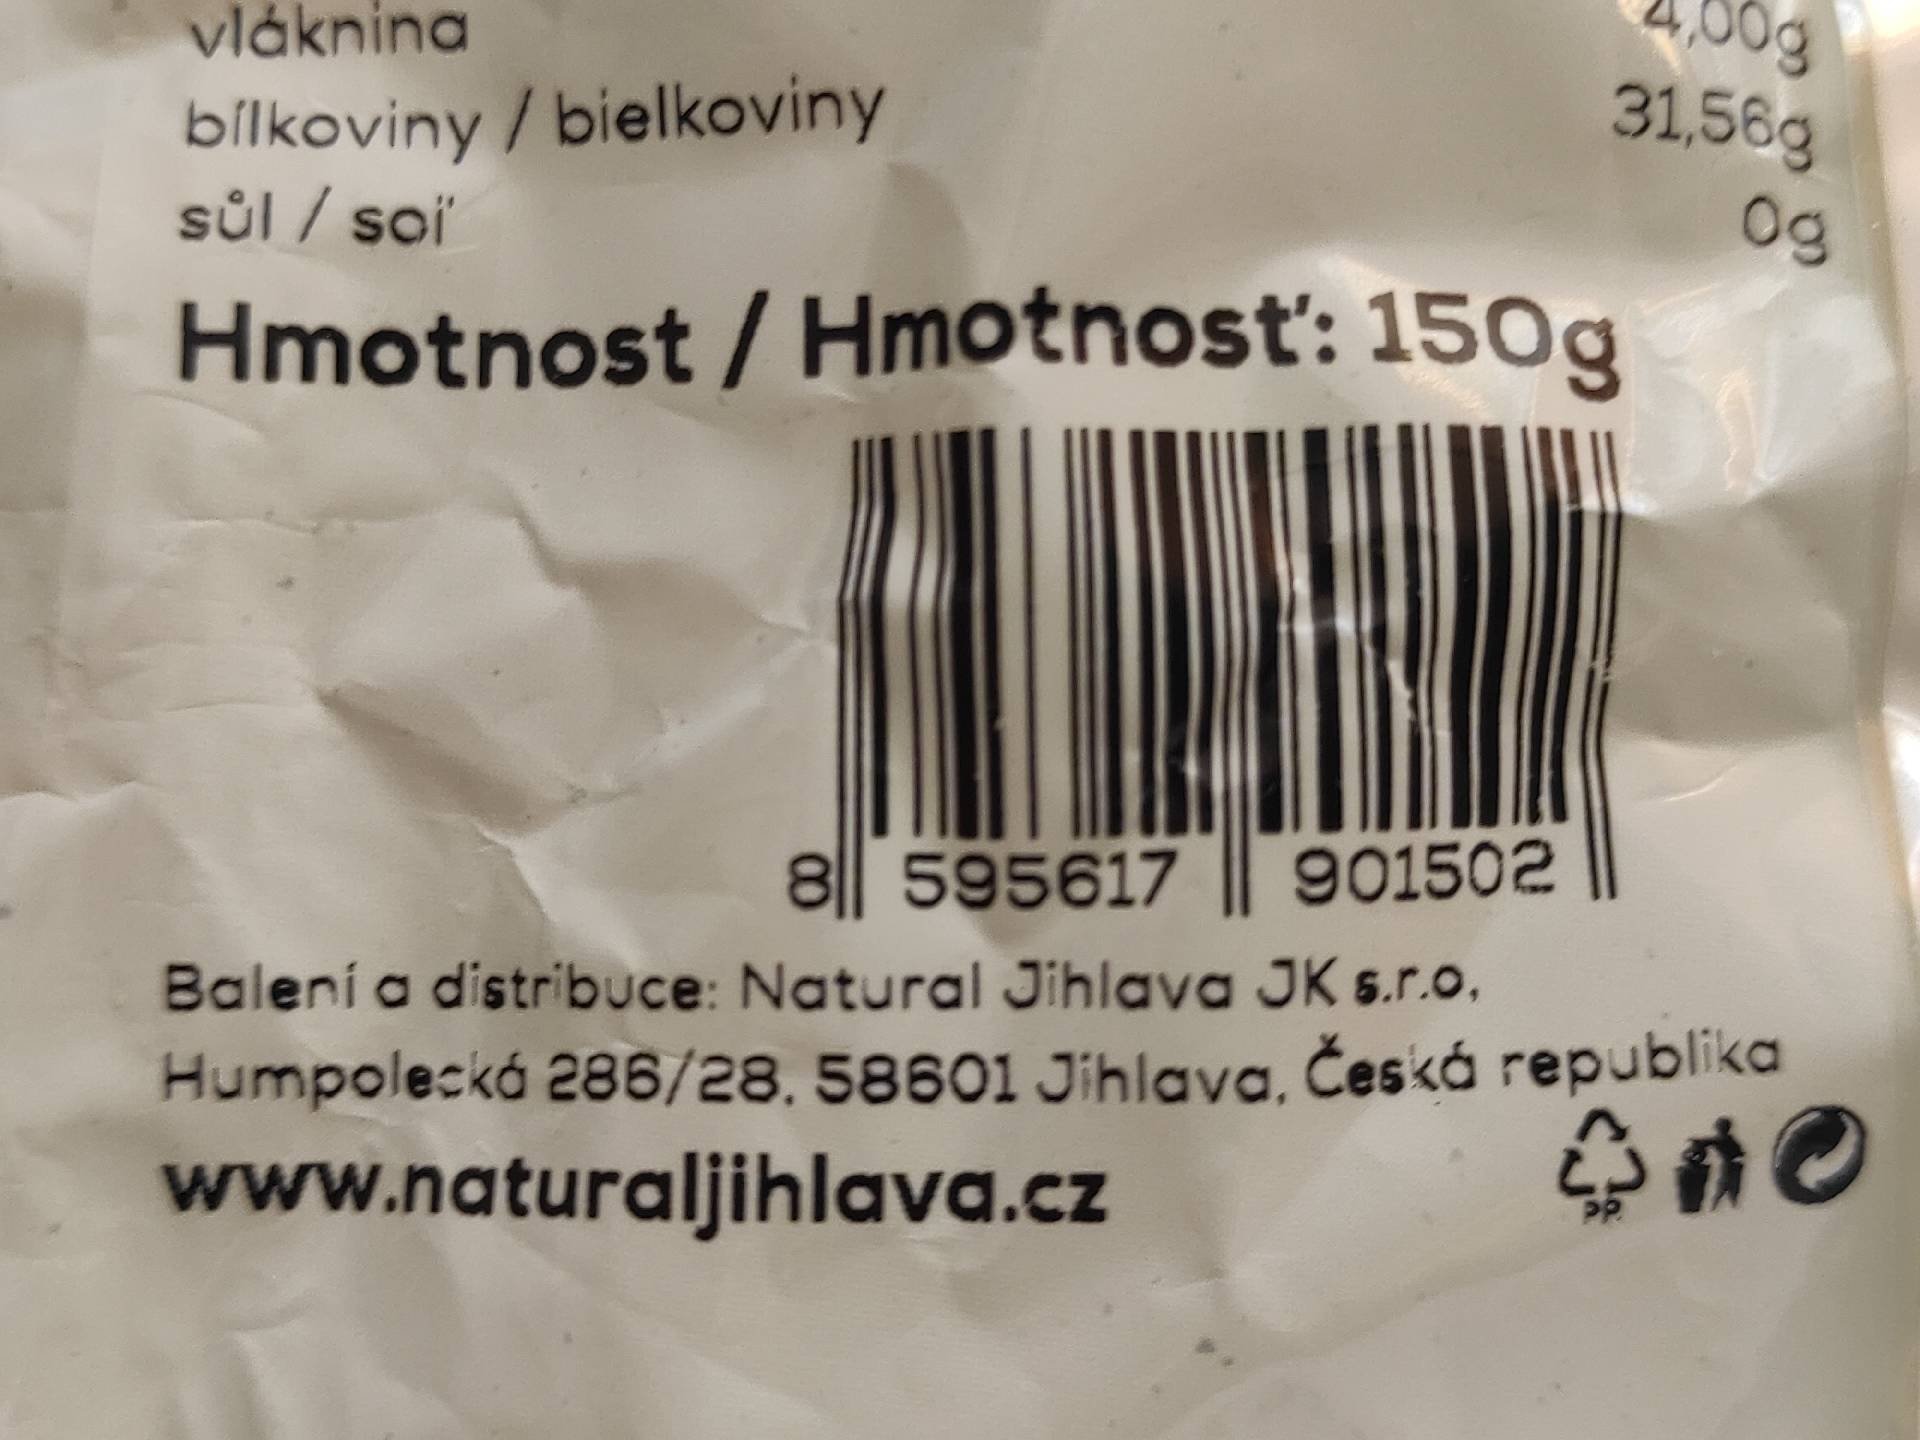 vláknina 4,00g
bílkoviny / bielkoviny 31,56g
sůl / soľ 0g
Hmotnost / Hmotnosť: 150g
8 595617 901502
Balení a distribuce: Natural Jihlava JK s.r.o,
Humpolecká 286/28, 58601 Jihlava, Česká republika
www.naturaljihlava.cz
PP